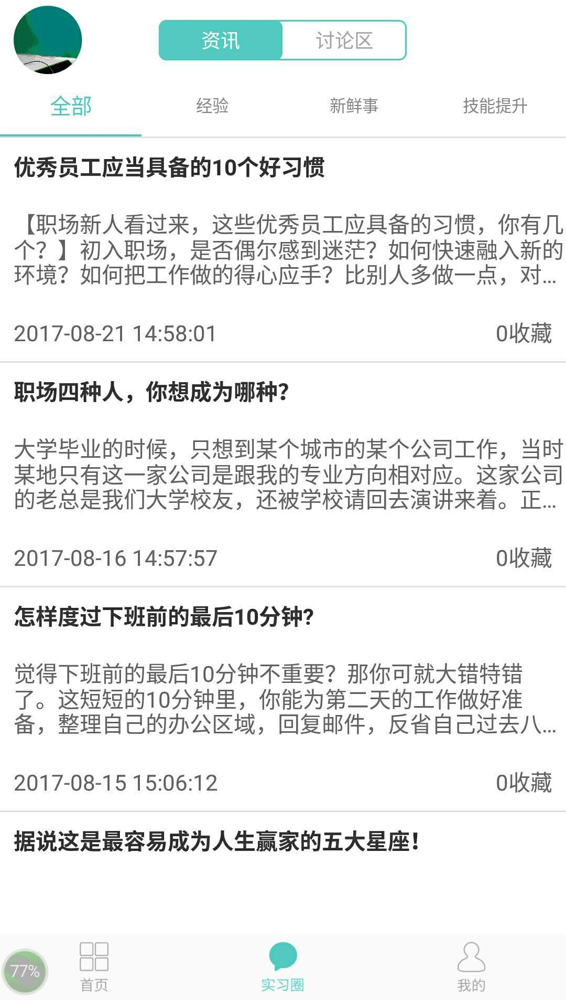 资讯
讨论区
全部
经验
新鲜事
技能提升
优秀员工应当具备的10个好习惯
【职场新人看过来，这些优秀员工应具备的习惯，你有几
个？】初入职场，是否偶尔感到迷茫？如何快速融入新的
环境？如何把工作做的得心应手？比别人多做一点，对...
2017-08-21 14:58:01
0收藏
职场四种人，你想成为哪种？
大学毕业的时候，只想到某个城市的某个公司工作，当时
某地只有这一家公司是跟我的专业方向相对应。这家公司
的老总是我们大学校友，还被学校请回去演讲来着。正...
2017-08-16 14:57:57
0收藏
怎样度过下班前的最后10分钟?
觉得下班前的最后10分钟不重要？那你可就大错特错
了。这短短的10分钟里，你能为第二天的工作做好准
备，整理自己的办公区域，回复邮件，反省自己过去八...
2017-08-15 15:06:12
0收藏
据说这是最容易成为人生赢家的五大星座！
77%
首页
实习圈
我的